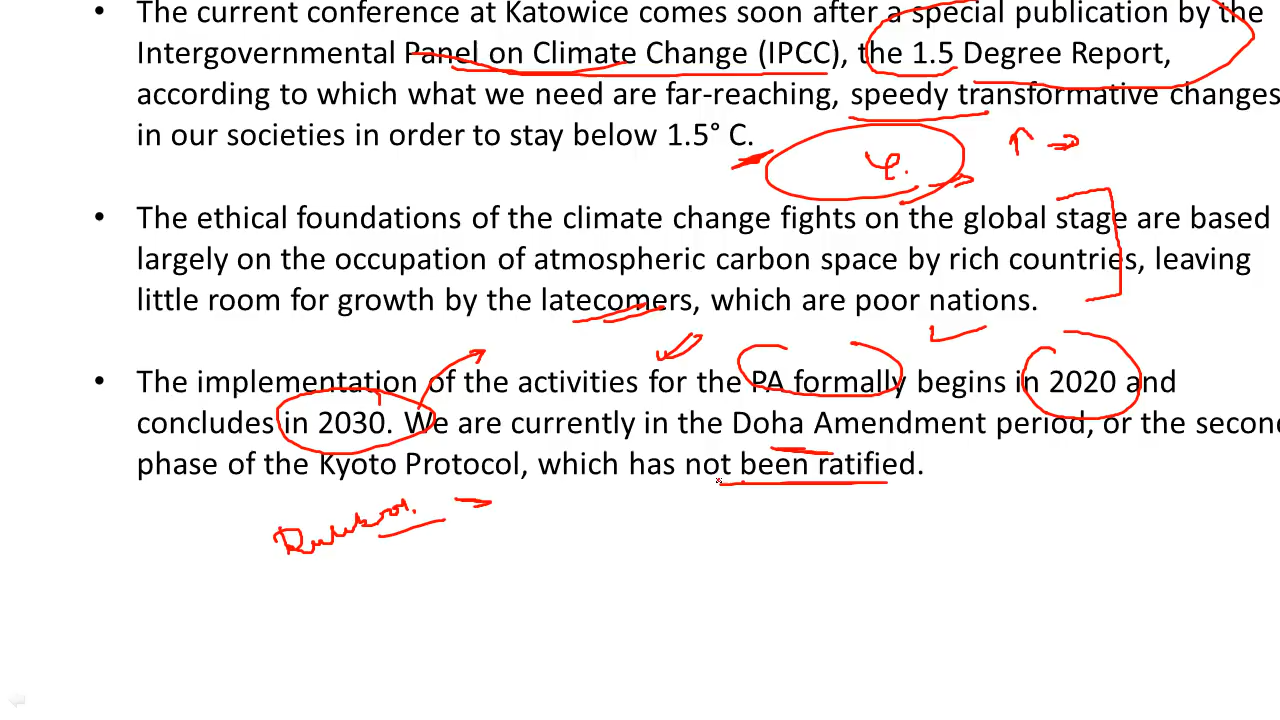 • The current conference at Katowice comes soon after a special publication by the
Intergovernmental Panel on Climate Change (IPCC), the 1.5 Degree Report,
according to which what we need are far-reaching, speedy transformative changes
in our societies in order to stay below 1.5° C.
• The ethical foundations of the climate change fights on the global stage are based
largely on the occupation of atmospheric carbon space by rich countries, leaving
little room for growth by the latecomers, which are poor nations.
• The implementation of the activities for the PA formally begins in 2020 and
concludes in 2030. We are currently in the Doha Amendment period, or the secon
phase of the Kyoto Protocol, which has not been ratified.